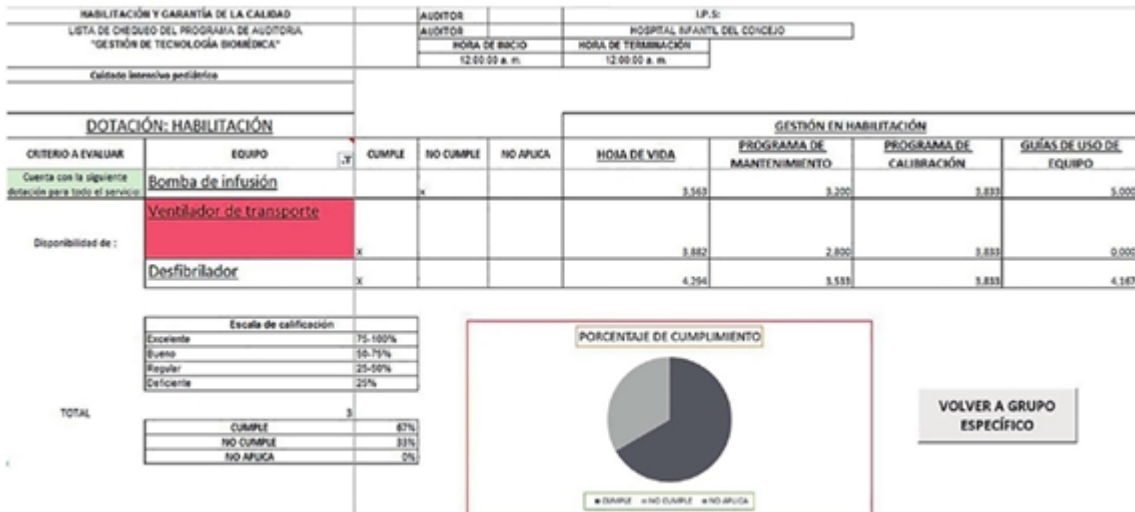 HABILITACIÓN Y GARANTÍA DE LA CALIDAD AUDITOR I.P.S:
LISTA DE CHEQUEO DEL PROGRAMA DE AUDITORIA AUDITOR HOSPITAL INFANTIL DEL CONCEJO
"GESTIÓN DE TECNOLOGÍA BIOMÉDICA" HORA DE INICIO HORA DE TERMINACIÓN
12:00:00 a. m. 12:00:00 a. m.
Cuidado intensivo pediátrico
DOTACIÓN: HABILITACIÓN GESTIÓN EN HABILITACIÓN
CRITERIO A EVALUAR EQUIPO CUMPLE NO CUMPLE NO APLICA HOJA DE VIDA PROGRAMA DE MANTENIMIENTO PROGRAMA DE CALIBRACIÓN GUÍAS DE USO DE EQUIPO
Cuenta con la siguiente dotación para todo el servicio: Bomba de infusión x 3,563 3,200 3,833 5,000
Disponibilidad de : Ventilador de transporte X 3,882 2,800 3,833 0,000
Desfibrilador X 4,294 3,533 3,833 4,167
Escala de calificación
Excelente 75-100%
Bueno 50-75%
Regular 25-50%
Deficiente 25%
TOTAL 3
CUMPLE 67%
NO CUMPLE 33%
NO APLICA 0%
PORCENTAJE DE CUMPLIMIENTO
CUMPLE NO CUMPLE NO APLICA
VOLVER A GRUPO
ESPECÍFICO